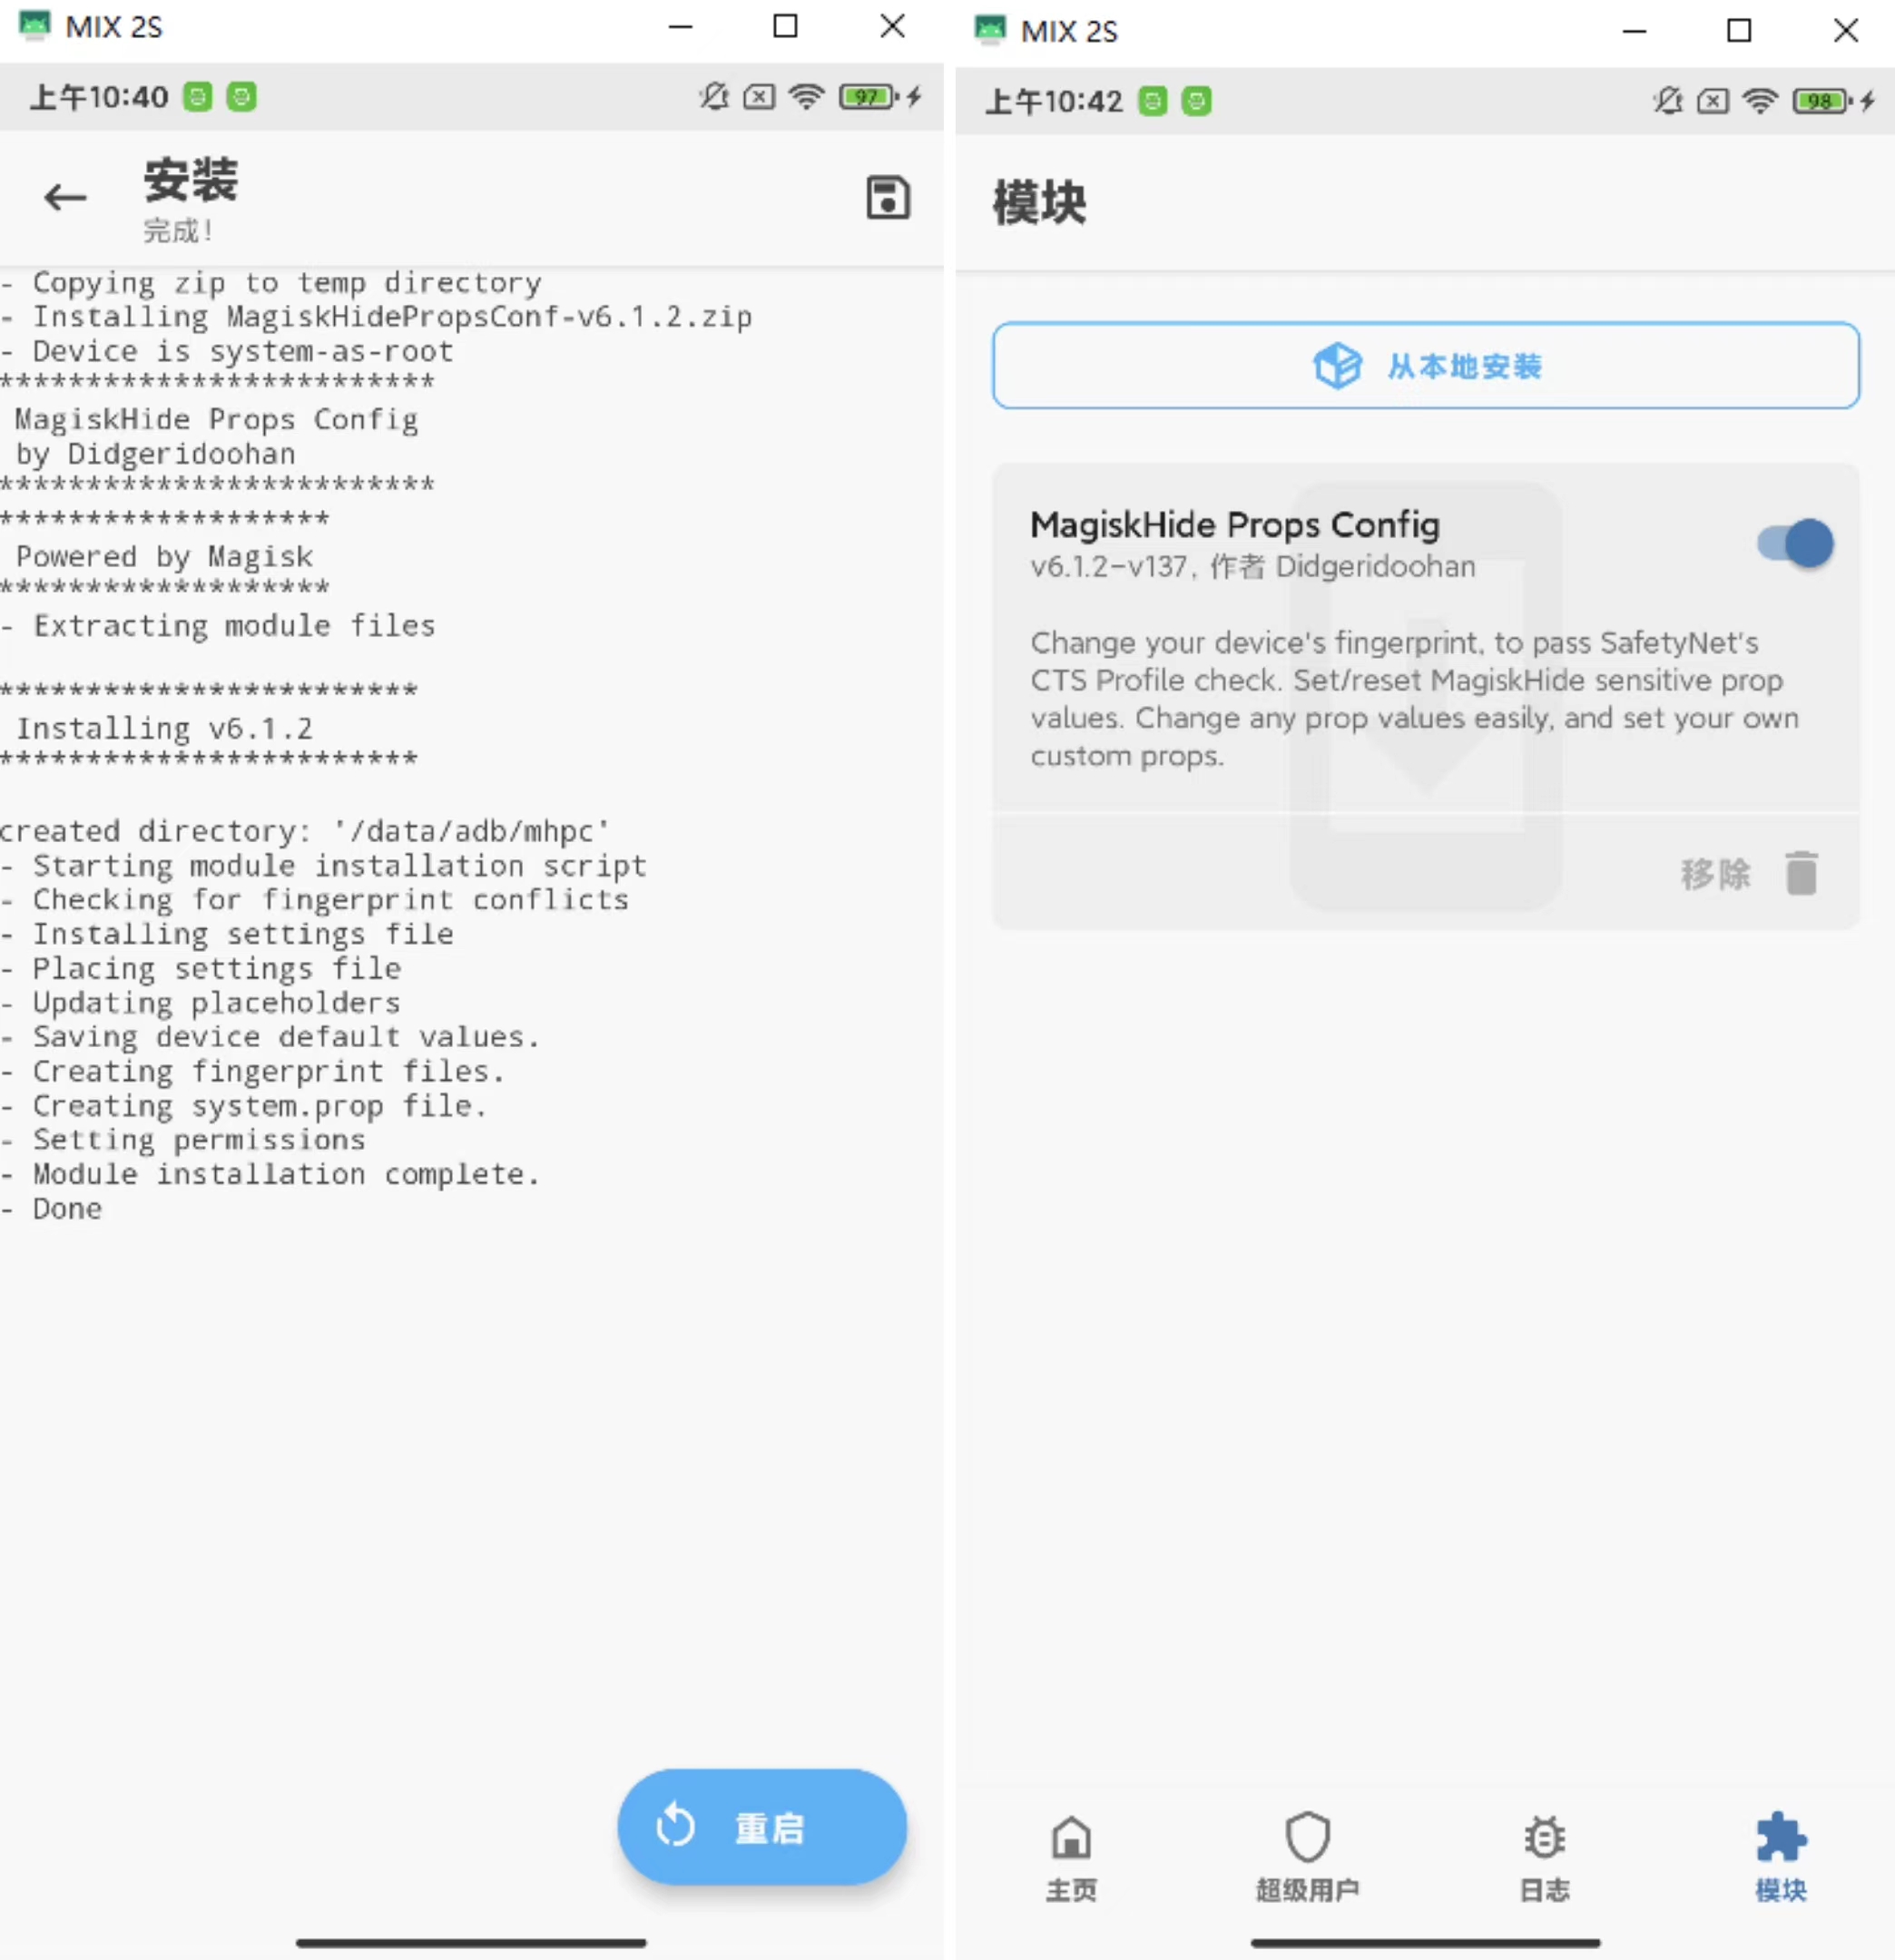 MIX 2S
上午10:40
97
安装
完成!
- Copying zip to temp directory
- Installing MagiskHidePropsConf-v6.1.2.zip
- Device is system-as-root
*************************
MagiskHide Props Config
by Didgeridoohan
*************************
*******************
Powered by Magisk
*******************
- Extracting module files
************************
Installing v6.1.2
************************
created directory: '/data/adb/mhpc'
- Starting module installation script
- Checking for fingerprint conflicts
- Installing settings file
- Placing settings file
- Updating placeholders
- Saving device default values.
- Creating fingerprint files.
- Creating system.prop file.
- Setting permissions
- Module installation complete.
- Done
重启
MIX 2S
上午10:42
98
模块
从本地安装
MagiskHide Props Config
v6.1.2-v137, 作者 Didgeridoohan
Change your device's fingerprint, to pass SafetyNet's
CTS Profile check. Set/reset MagiskHide sensitive prop
values. Change any prop values easily, and set your own
custom props.
移除
主页
超级用户
日志
模块